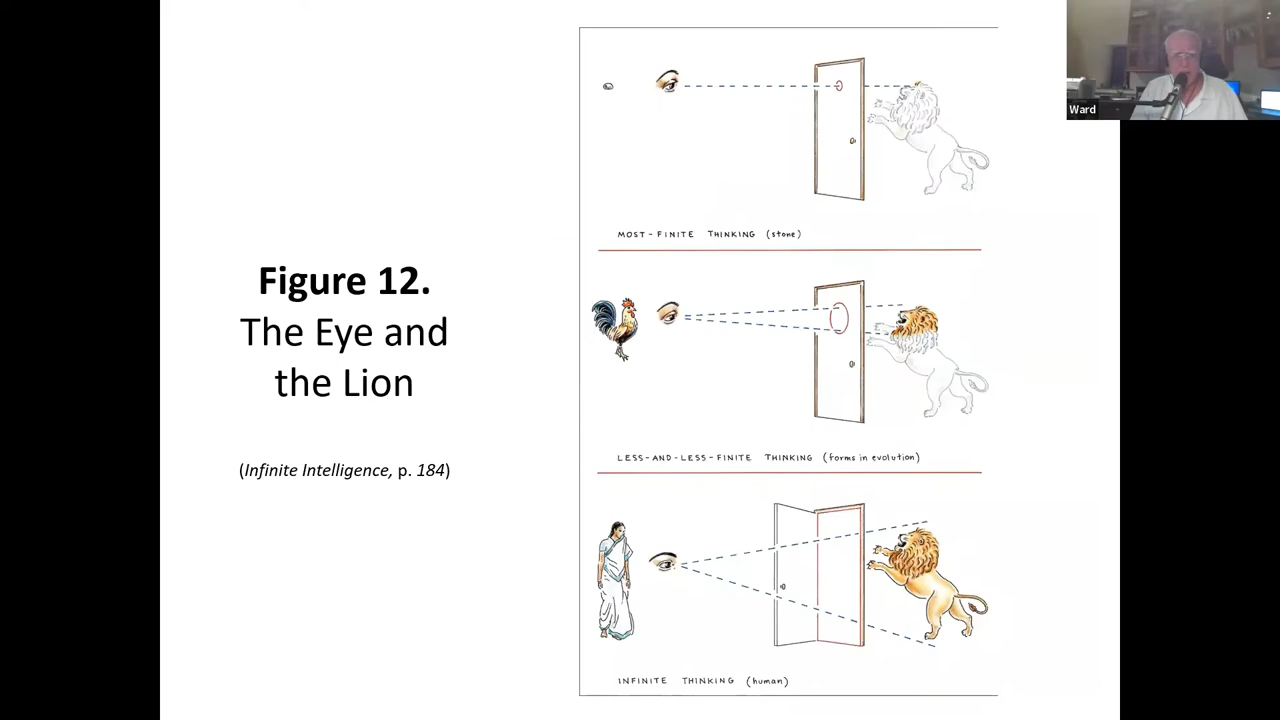 Figure 12.
The Eye and
the Lion
(Infinite Intelligence, p. 184)
MOST-FINITE THINKING (stone)
LESS-AND-LESS-FINITE THINKING (forms in evolution)
INFINITE THINKING (human)
Ward